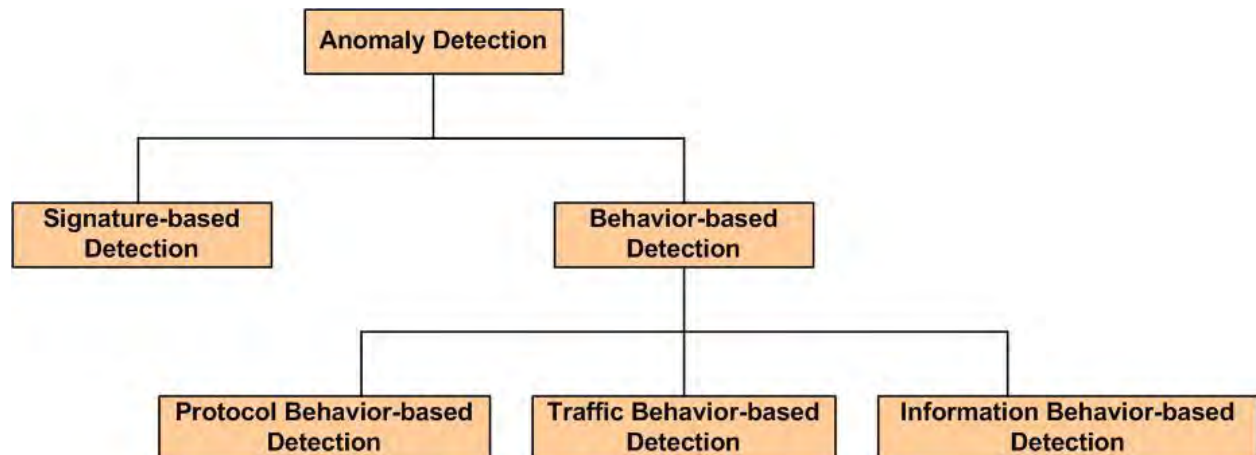 Anomaly Detection
Signature-based
Detection
Behavior-based
Detection
Protocol Behavior-based
Detection
Traffic Behavior-based
Detection
Information Behavior-based
Detection